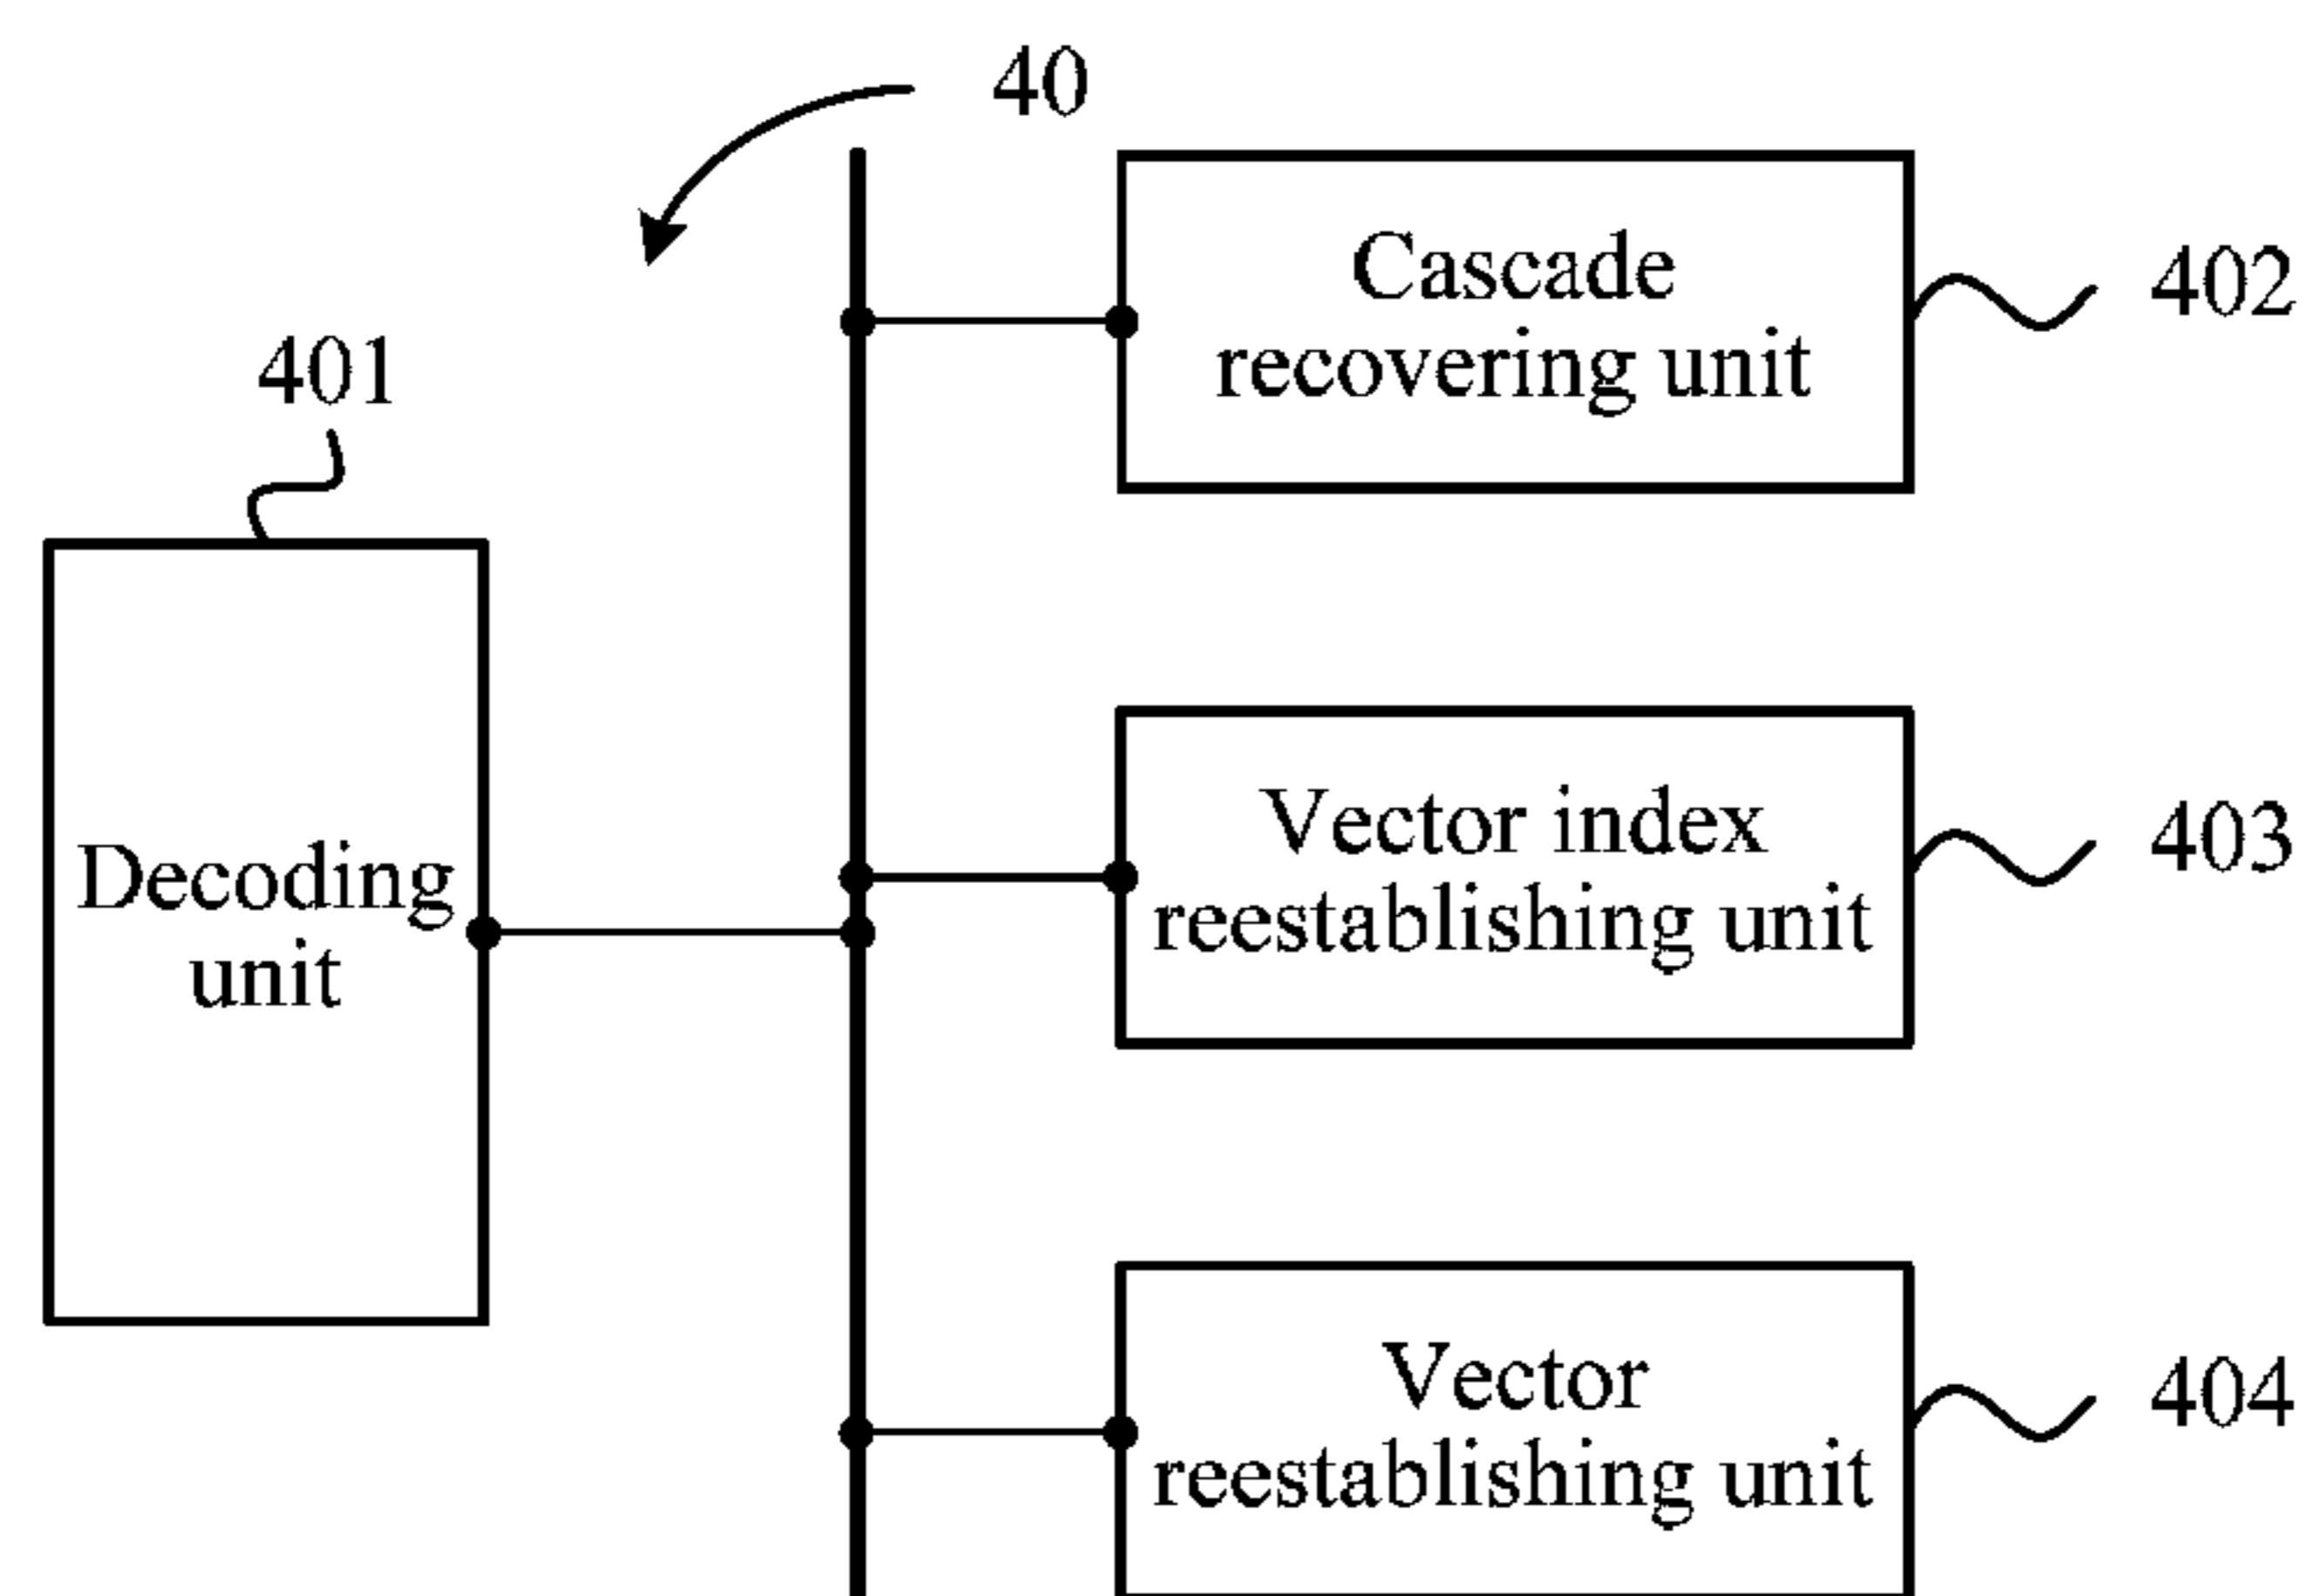 40
Cascade
recovering unit
402
401
Vector index
reestablishing unit
403
Decoding
unit
Vector
reestablishing unit
404